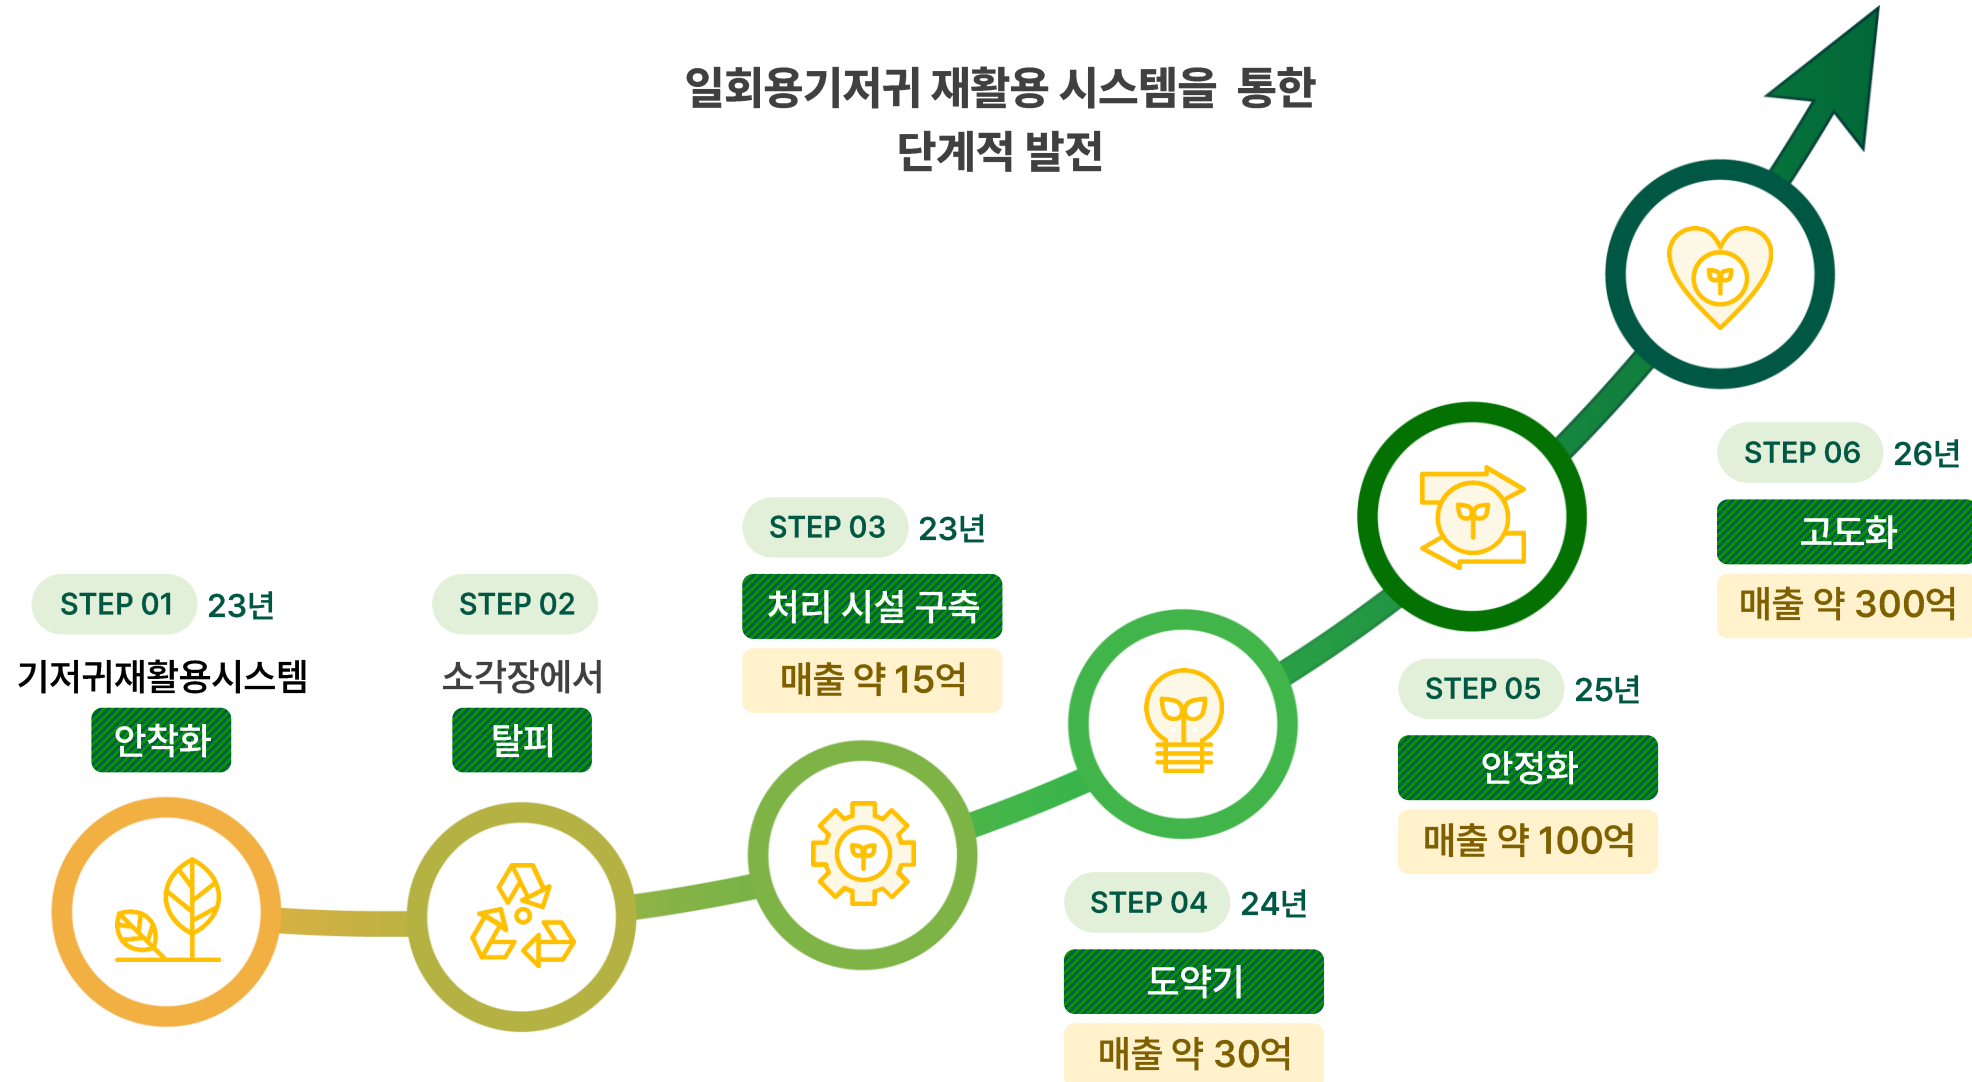 일회용기저귀 재활용 시스템을 통한
단계적 발전
STEP 01 23년
기저귀재활용시스템
안착화
STEP 02
소각장에서
탈피
STEP 03 23년
처리 시설 구축
매출 약 15억
STEP 04 24년
도약기
매출 약 30억
STEP 05 25년
안정화
매출 약 100억
STEP 06 26년
고도화
매출 약 300억